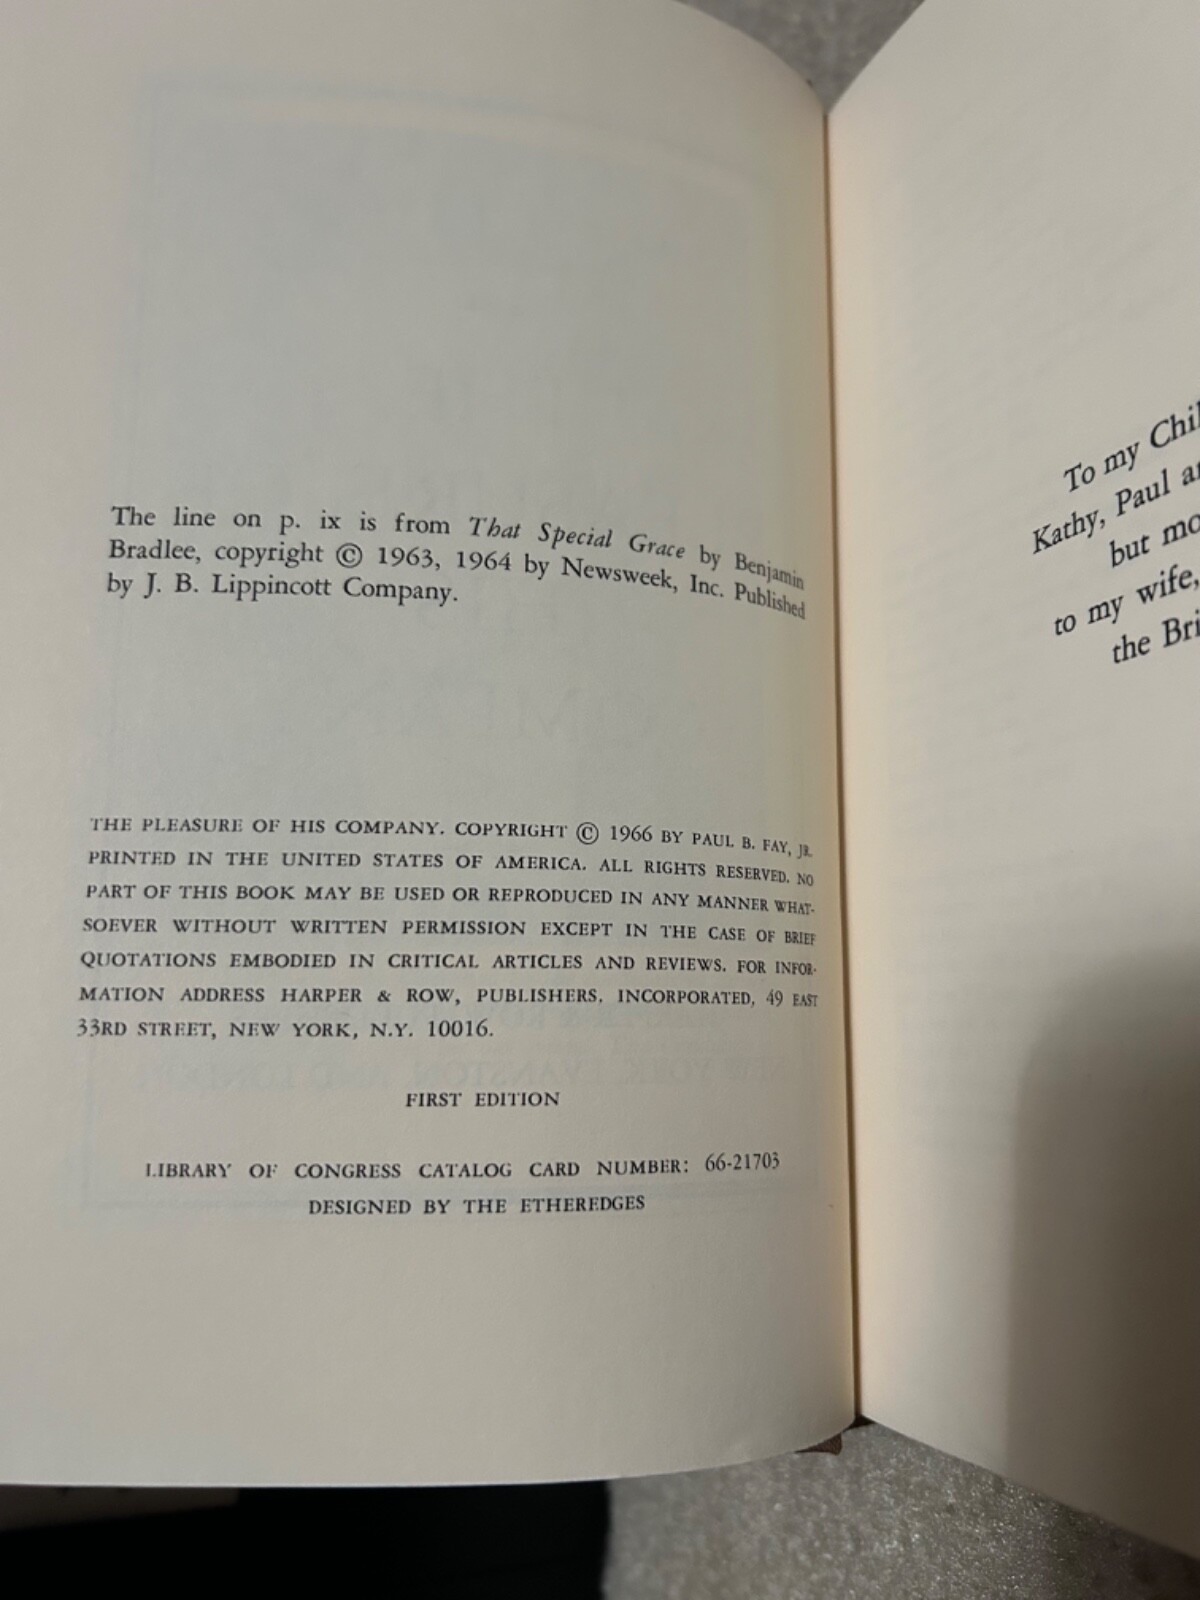 The line on p. ix is from That Special Grace by Benjamin
Bradlee, copyright © 1963, 1964 by Newsweek, Inc. Published
by J. B. Lippincott Company.
THE PLEASURE OF HIS COMPANY. COPYRIGHT © 1966 BY PAUL B. FAY, JR.
PRINTED IN THE UNITED STATES OF AMERICA. ALL RIGHTS RESERVED. NO
PART OF THIS BOOK MAY BE USED OR REPRODUCED IN ANY MANNER WHAT-
SOEVER WITHOUT WRITTEN PERMISSION EXCEPT IN THE CASE OF BRIEF
QUOTATIONS EMBODIED IN CRITICAL ARTICLES AND REVIEWS. FOR INFOR-
MATION ADDRESS HARPER & ROW, PUBLISHERS, INCORPORATED, 49 EAST
33RD STREET, NEW YORK, N.Y. 10016.
FIRST EDITION
LIBRARY OF CONGRESS CATALOG CARD NUMBER: 66-21703
DESIGNED BY THE ETHEREDGES
To my
Kathy, Paul
but
to my wife,
the